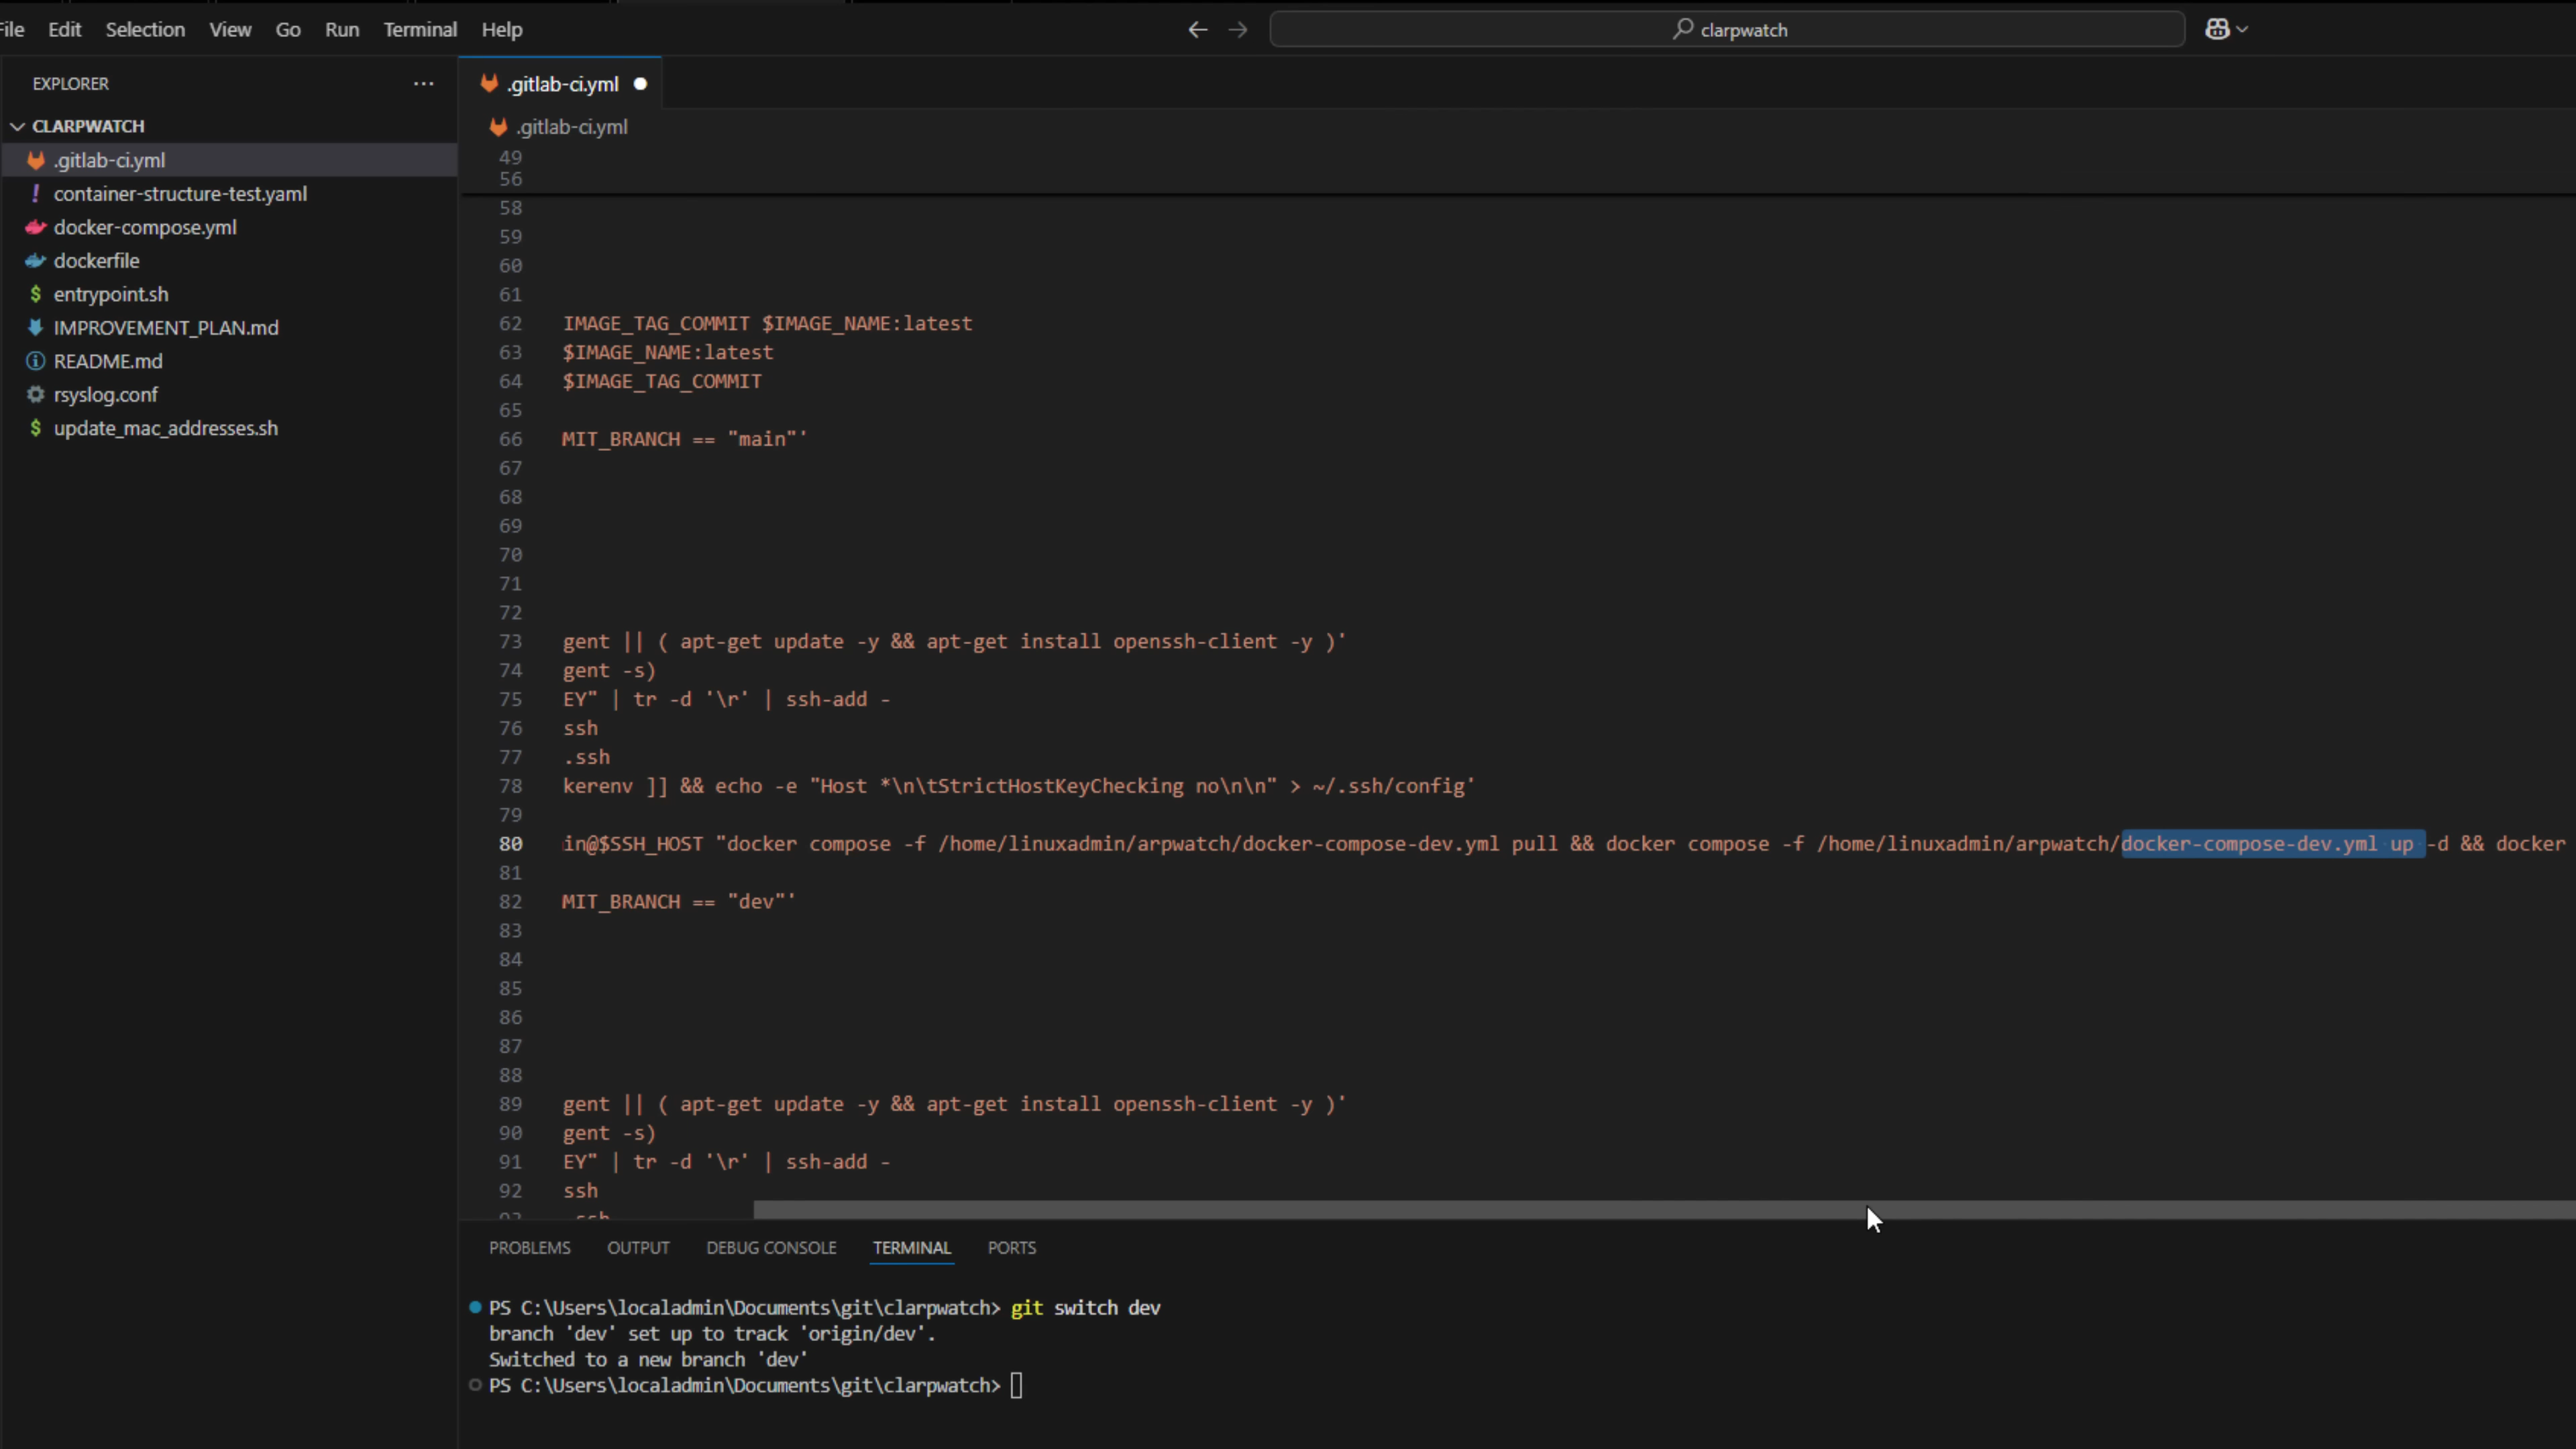 File Edit Selection View Go Run Terminal Help
clarpwatch
EXPLORER
CLARPWATCH
.gitlab-ci.yml
container-structure-test.yaml
docker-compose.yml
dockerfile
entrypoint.sh
IMPROVEMENT_PLAN.md
README.md
rsyslog.conf
update_mac_addresses.sh
.gitlab-ci.yml
.gitlab-ci.yml
49
56
58
59
60
61
62 IMAGE_TAG_COMMIT $IMAGE_NAME:latest
63 $IMAGE_NAME:latest
64 $IMAGE_TAG_COMMIT
65
66 MIT_BRANCH == "main"'
67
68
69
70
71
72
73 gent || ( apt-get update -y && apt-get install openssh-client -y )'
74 gent -s)
75 EY" | tr -d '\r' | ssh-add -
76 ssh
77 .ssh
78 kerenv ]] && echo -e "Host *\n\tStrictHostKeyChecking no\n\n" > ~/.ssh/config'
79
80 in@$SSH_HOST "docker compose -f /home/linuxadmin/arpwatch/docker-compose-dev.yml pull && docker compose -f /home/linuxadmin/arpwatch/docker-compose-dev.yml up -d && docker
81
82 MIT_BRANCH == "dev"'
83
84
85
86
87
88
89 gent || ( apt-get update -y && apt-get install openssh-client -y )'
90 gent -s)
91 EY" | tr -d '\r' | ssh-add -
92 ssh
93 .ssh
PROBLEMS OUTPUT DEBUG CONSOLE TERMINAL PORTS
PS C:\Users\localadmin\Documents\git\clarpwatch> git switch dev
branch 'dev' set up to track 'origin/dev'.
Switched to a new branch 'dev'
PS C:\Users\localadmin\Documents\git\clarpwatch>